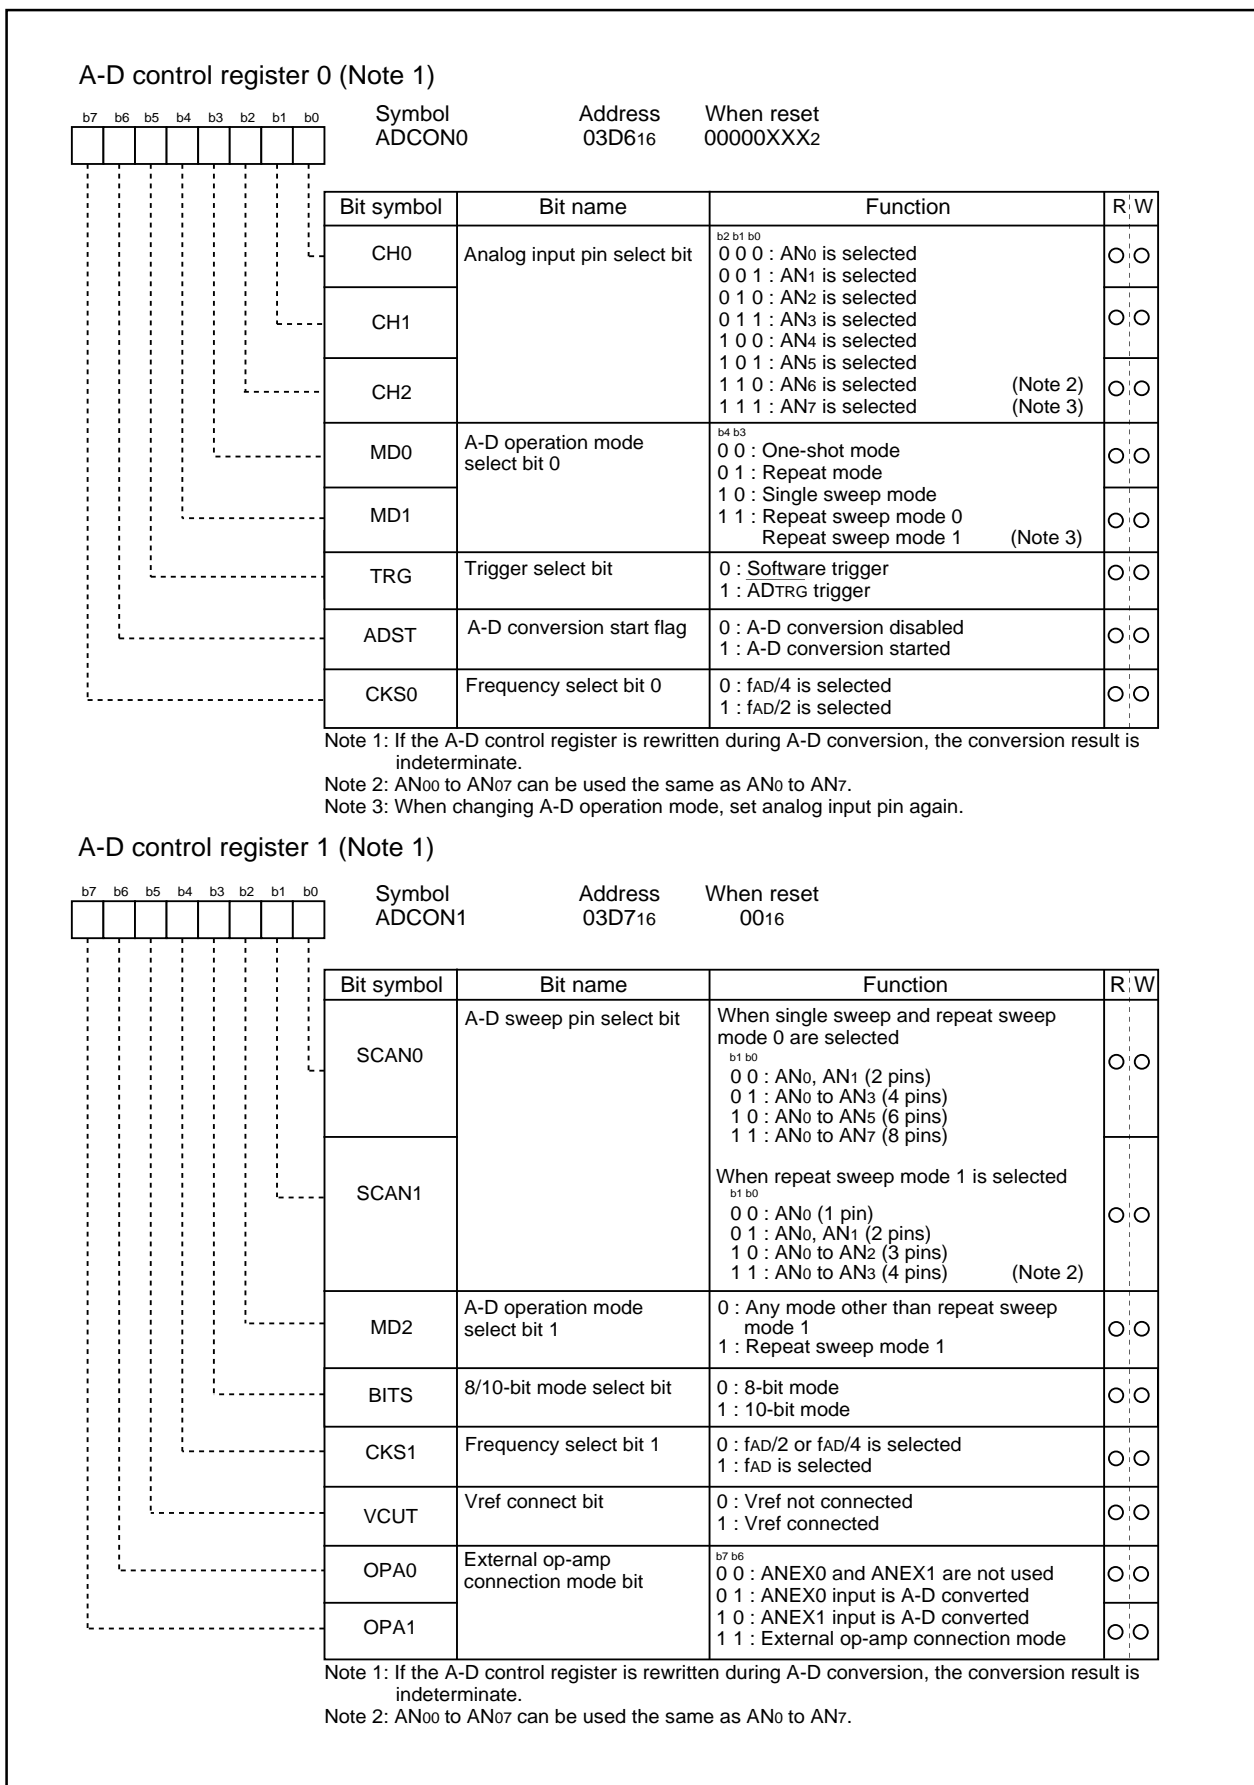 A-D control register 0 (Note 1)
b7 b6 b5 b4 b3 b2 b1 b0
Symbol Address When reset
ADCON0 03D616 00000XXX2
Bit symbol Bit name Function R W
CH0 Analog input pin select bit
b2 b1 b0
0 0 0 : AN0 is selected
0 0 1 : AN1 is selected
0 1 0 : AN2 is selected
CH1
0 1 1 : AN3 is selected
1 0 0 : AN4 is selected
1 0 1 : AN5 is selected
CH2
1 1 0 : AN6 is selected (Note 2)
1 1 1 : AN7 is selected (Note 3)
MD0 A-D operation mode
select bit 0
b4 b3
0 0 : One-shot mode
0 1 : Repeat mode
MD1
1 0 : Single sweep mode
1 1 : Repeat sweep mode 0
Repeat sweep mode 1 (Note 3)
TRG Trigger select bit
0 : Software trigger
1 : ADTRG trigger
ADST A-D conversion start flag
0 : A-D conversion disabled
1 : A-D conversion started
CKS0 Frequency select bit 0
0 : fAD/4 is selected
1 : fAD/2 is selected
Note 1: If the A-D control register is rewritten during A-D conversion, the conversion result is
indeterminate.
Note 2: AN00 to AN07 can be used the same as AN0 to AN7.
Note 3: When changing A-D operation mode, set analog input pin again.
A-D control register 1 (Note 1)
b7 b6 b5 b4 b3 b2 b1 b0
Symbol Address When reset
ADCON1 03D716 0016
Bit symbol Bit name Function R W
SCAN0 A-D sweep pin select bit
When single sweep and repeat sweep
mode 0 are selected
b1 b0
0 0 : AN0, AN1 (2 pins)
0 1 : AN0 to AN3 (4 pins)
1 0 : AN0 to AN5 (6 pins)
1 1 : AN0 to AN7 (8 pins)
SCAN1
When repeat sweep mode 1 is selected
b1 b0
0 0 : AN0 (1 pin)
0 1 : AN0, AN1 (2 pins)
1 0 : AN0 to AN2 (3 pins)
1 1 : AN0 to AN3 (4 pins) (Note 2)
MD2 A-D operation mode
select bit 1
0 : Any mode other than repeat sweep
mode 1
1 : Repeat sweep mode 1
BITS 8/10-bit mode select bit
0 : 8-bit mode
1 : 10-bit mode
CKS1 Frequency select bit 1
0 : fAD/2 or fAD/4 is selected
1 : fAD is selected
VCUT Vref connect bit
0 : Vref not connected
1 : Vref connected
OPA0 External op-amp
connection mode bit
b7 b6
0 0 : ANEX0 and ANEX1 are not used
0 1 : ANEX0 input is A-D converted
OPA1
1 0 : ANEX1 input is A-D converted
1 1 : External op-amp connection mode
Note 1: If the A-D control register is rewritten during A-D conversion, the conversion result is
indeterminate.
Note 2: AN00 to AN07 can be used the same as AN0 to AN7.